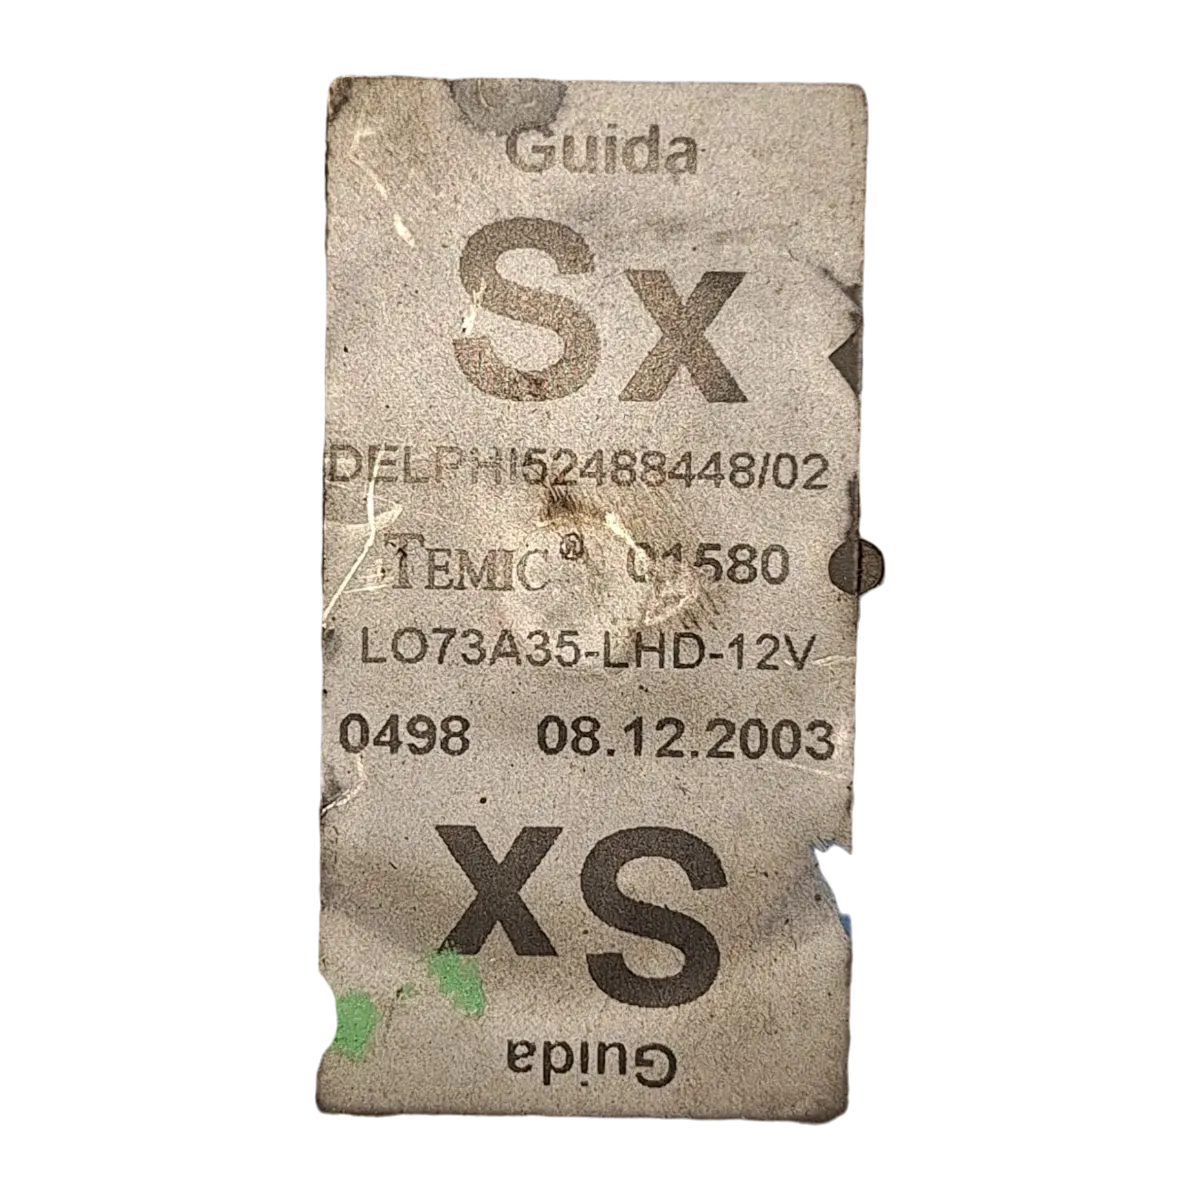 Guida
Sx
DELPHI52488448/02
TEMIC® 01580
LO73A35-LHD-12V
0498 08.12.2003
Sx
Guida